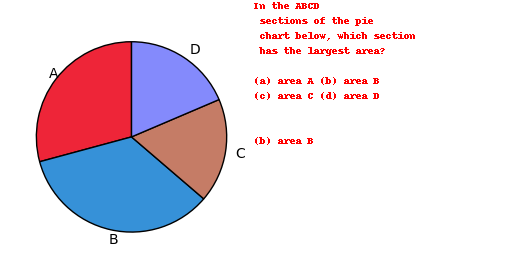 In the ABCD
sections of the pie
chart below, which section
has the largest area?
(a) area A (b) area B
(c) area C (d) area D
(b) area B
D
A
C
B